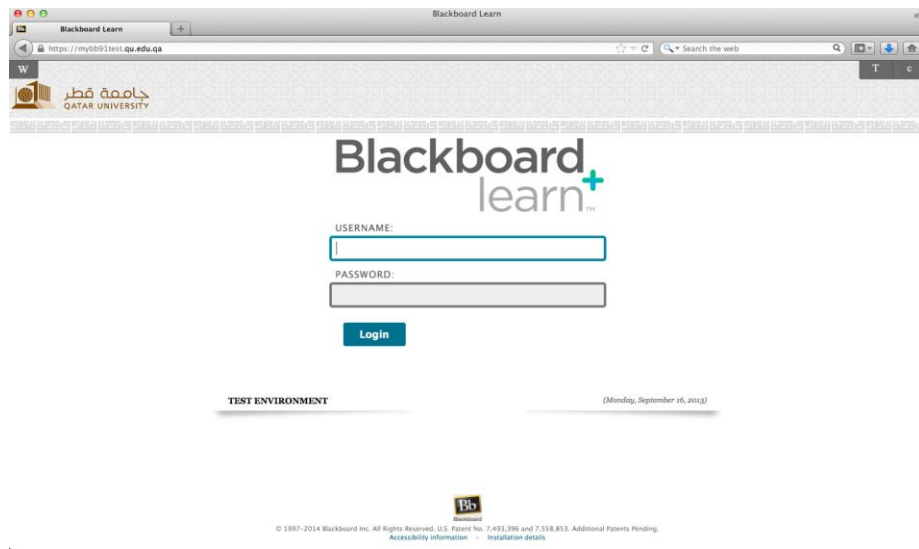 Blackboard Learn
Blackboard Learn
https://mybb91test.qu.edu.qa
Search the web
W
T e
جامعة قطر
QATAR UNIVERSITY
Blackboard
learn™
USERNAME:
PASSWORD:
Login
TEST ENVIRONMENT
(Monday, September 16, 2013)
Bb
Blackboard
© 1997-2014 Blackboard Inc. All Rights Reserved. U.S. Patent No. 7,493,396 and 7,558,853. Additional Patents Pending.
Accessibility information - Installation details